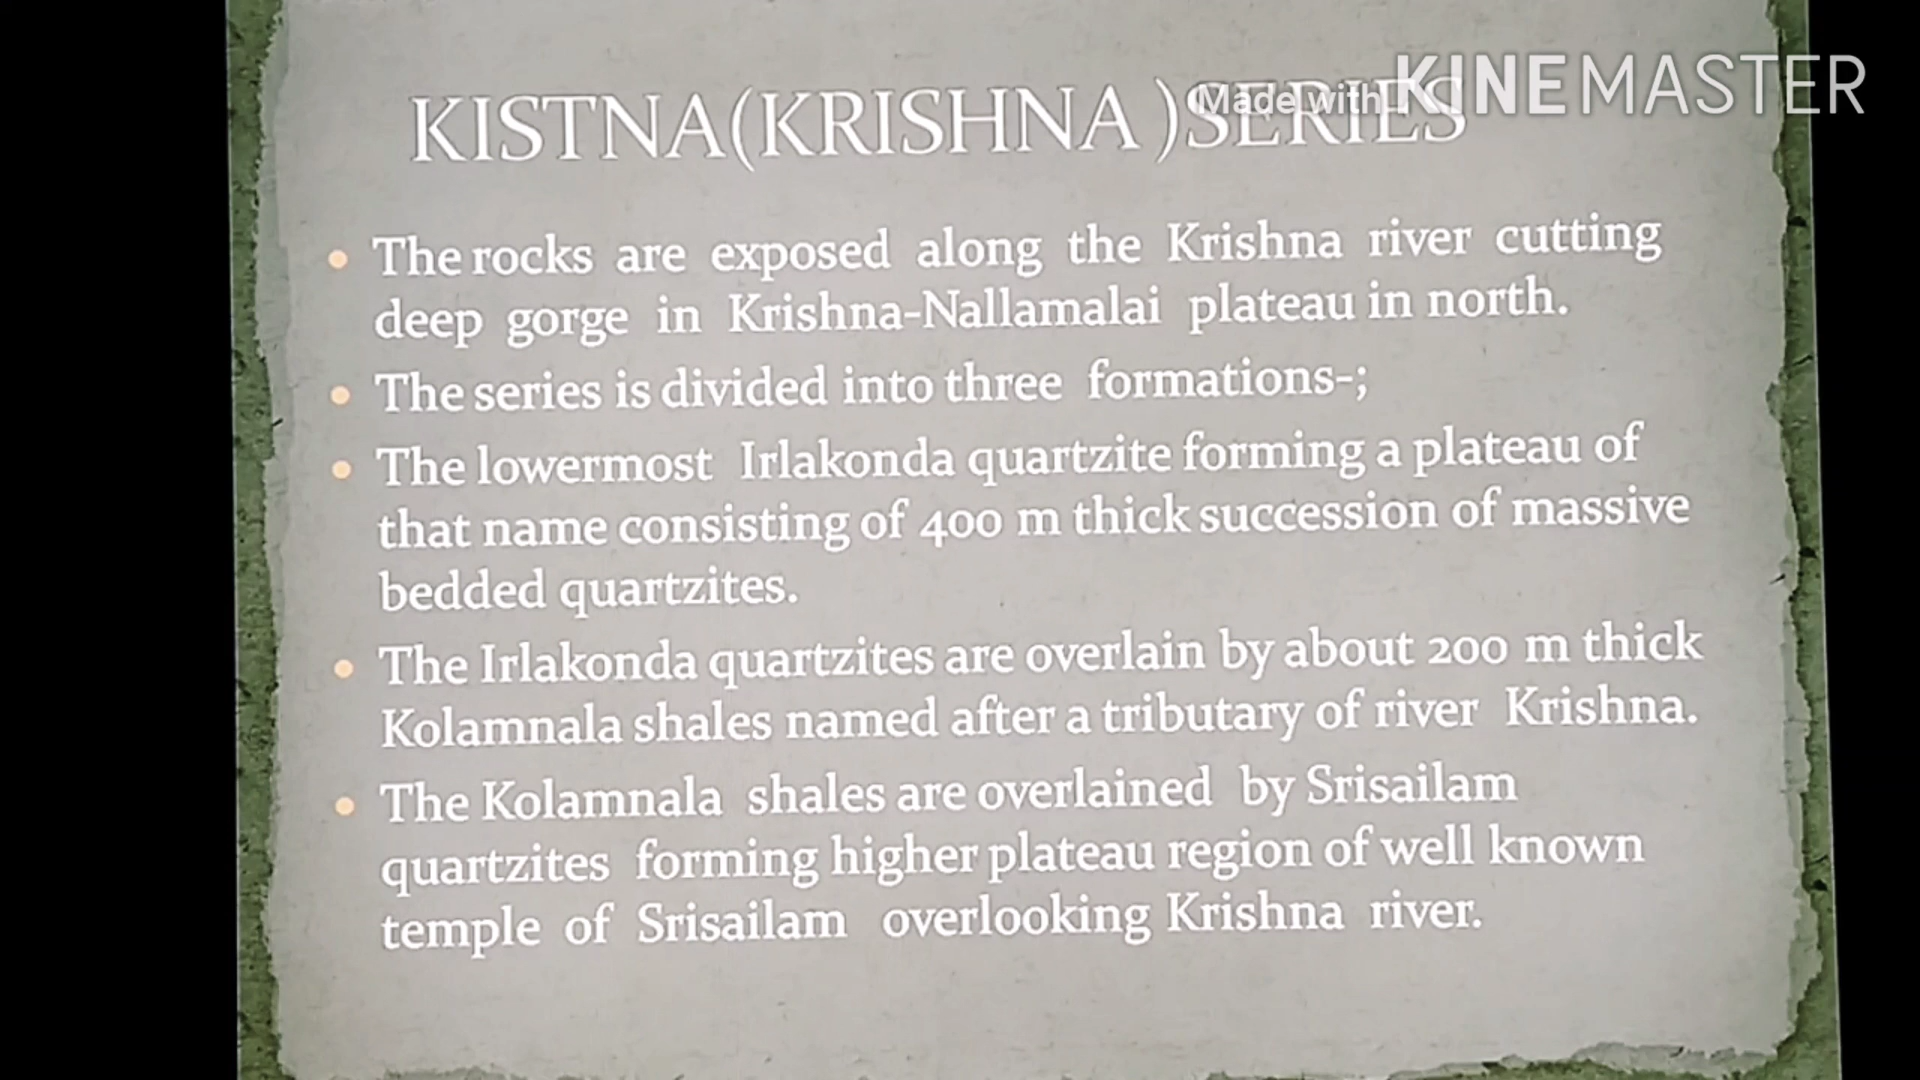 KISTNA(KRISHNA )SERIES
Made with KINEMASTER
The rocks are exposed along the Krishna river cutting
deep gorge in Krishna-Nallamalai plateau in north.
The series is divided into three formations-;
The lowermost Irlakonda quartzite forming a plateau of
that name consisting of 400 m thick succession of massive
bedded quartzites.
The Irlakonda quartzites are overlain by about 200 m thick
Kolamnala shales named after a tributary of river Krishna.
The Kolamnala shales are overlained by Srisailam
quartzites forming higher plateau region of well known
temple of Srisailam overlooking Krishna river.